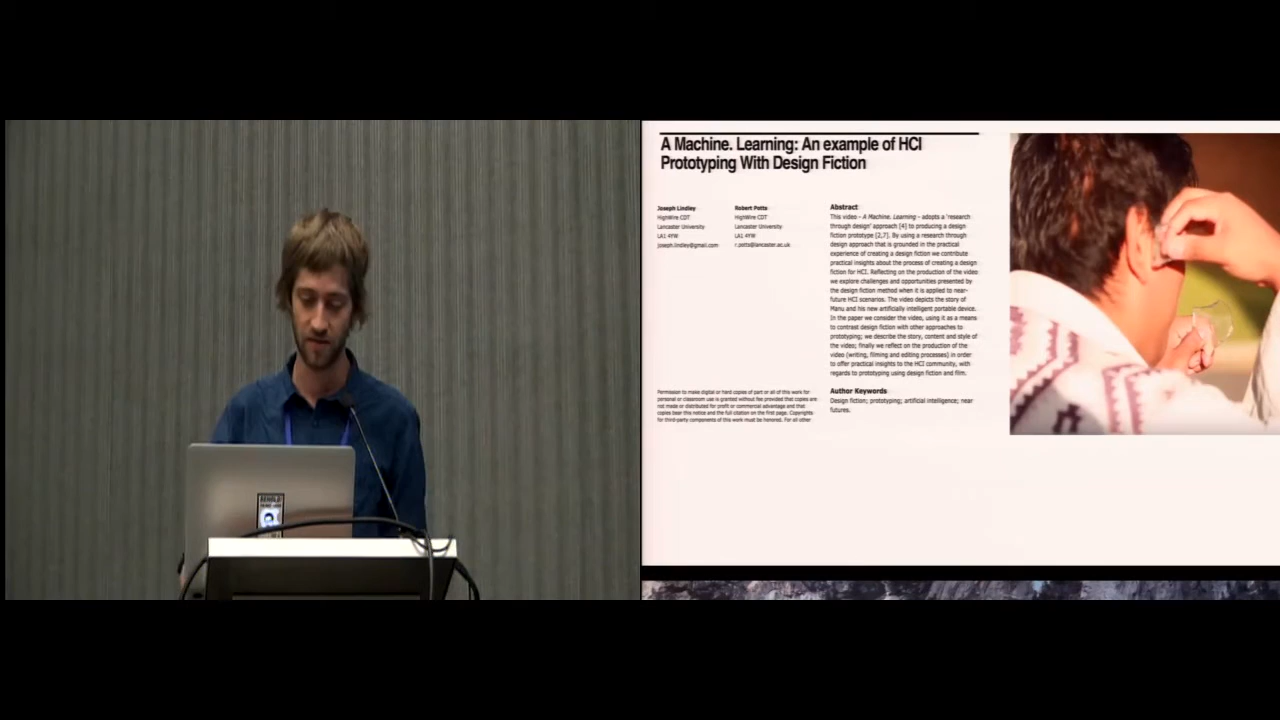 A Machine. Learning: An example of HCI
Prototyping With Design Fiction
Joseph Lindley
HighWire CDT
Lancaster University
LA1 4YW
joseph.lindley@gmail.com
Robert Potts
HighWire CDT
Lancaster University
LA1 4YW
r.potts@lancaster.ac.uk
Abstract
This video – A Machine. Learning – adopts a 'research
through design' approach [4] to producing a design
fiction prototype [2,7]. By using a research through
design approach that is grounded in the practical
experience of creating a design fiction we contribute
practical insights about the process of creating a design
fiction for HCI. Reflecting on the production of the video
we explore challenges and opportunities presented by
the design fiction method when it is applied to near-
future HCI scenarios. The video depicts the story of
Manu and his new artificially intelligent portable device.
In the paper we consider the video, using it as a means
to contrast design fiction with other approaches to
prototyping; we describe the story, content and style of
the video; finally we reflect on the production of the
video (writing, filming and editing processes) in order
to offer practical insights to the HCI community, with
regards to prototyping using design fiction and film.
Author Keywords
Design fiction; prototyping; artificial intelligence; near
futures.
Permission to make digital or hard copies of part or all of this work for
personal or classroom use is granted without fee provided that copies are
not made or distributed for profit or commercial advantage and that
copies bear this notice and the full citation on the first page. Copyrights
for third-party components of this work must be honored. For all other